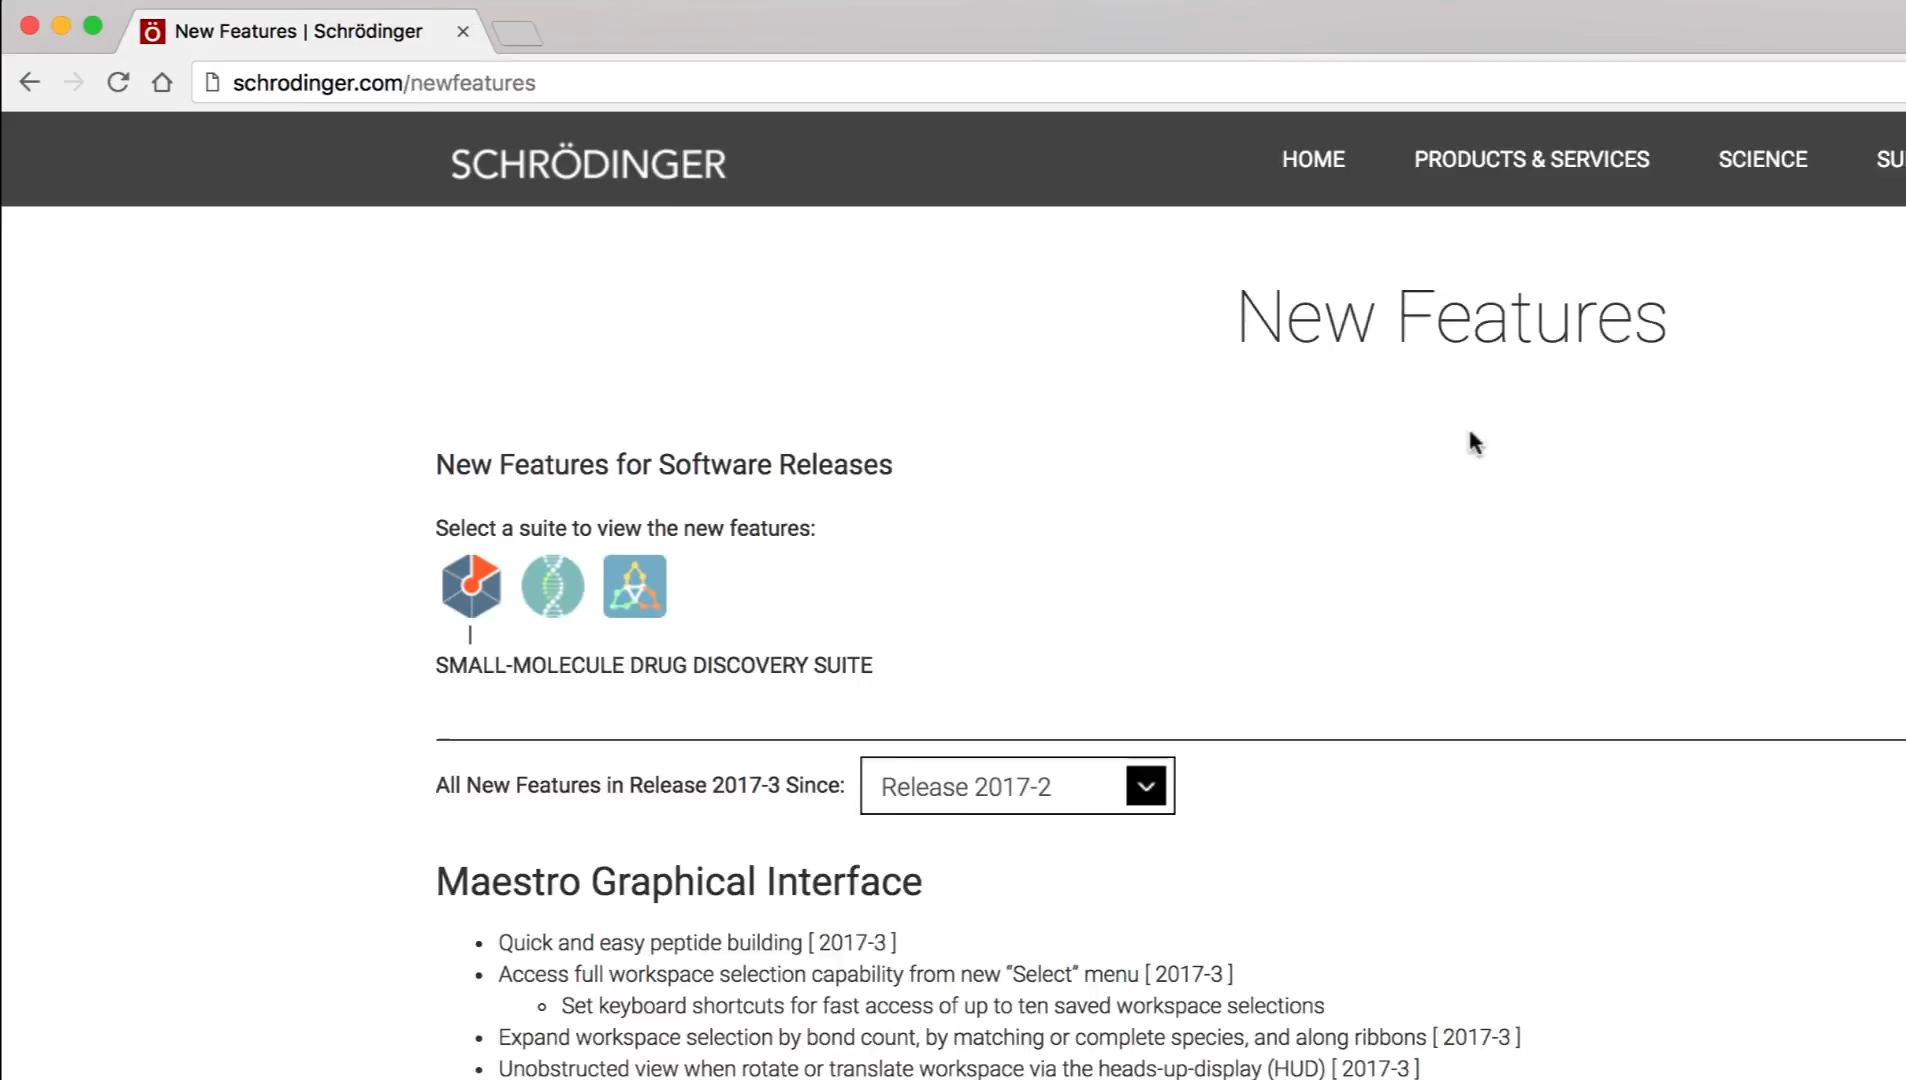 New Features | Schrödinger
schrodinger.com/newfeatures
SCHRÖDINGER HOME PRODUCTS & SERVICES SCIENCE SU
New Features
New Features for Software Releases
Select a suite to view the new features:
SMALL-MOLECULE DRUG DISCOVERY SUITE
All New Features in Release 2017-3 Since: Release 2017-2
Maestro Graphical Interface
• Quick and easy peptide building [ 2017-3 ]
• Access full workspace selection capability from new “Select” menu [ 2017-3 ]
◦ Set keyboard shortcuts for fast access of up to ten saved workspace selections
• Expand workspace selection by bond count, by matching or complete species, and along ribbons [ 2017-3 ]
• Unobstructed view when rotate or translate workspace via the heads-up-display (HUD) [ 2017-3 ]